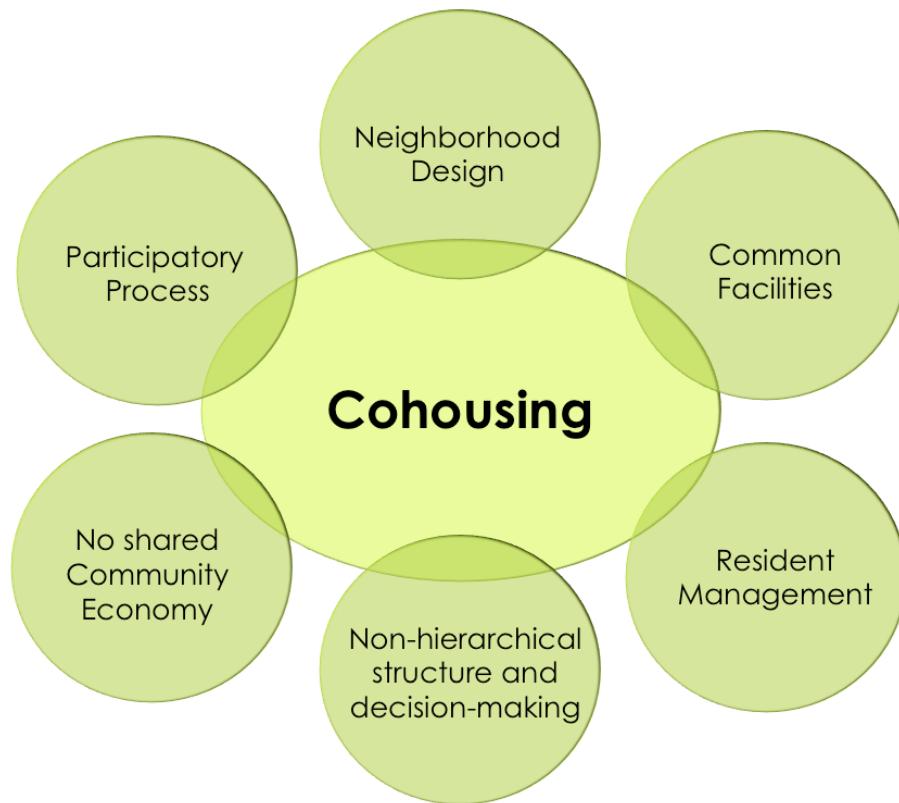 Neighborhood
Design
Participatory
Process
Common
Facilities
Cohousing
No shared
Community
Economy
Resident
Management
Non-hierarchical
structure and
decision-making